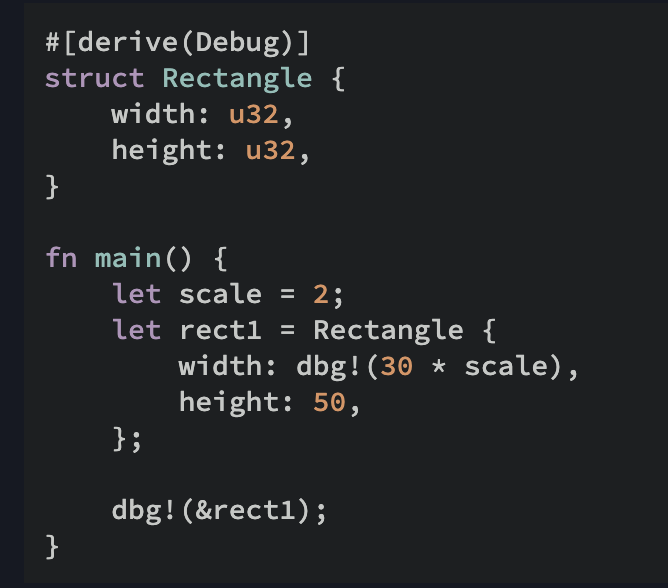 #[derive(Debug)]
struct Rectangle {
    width: u32,
    height: u32,
}

fn main() {
    let scale = 2;
    let rect1 = Rectangle {
        width: dbg!(30 * scale),
        height: 50,
    };

    dbg!(&rect1);
}